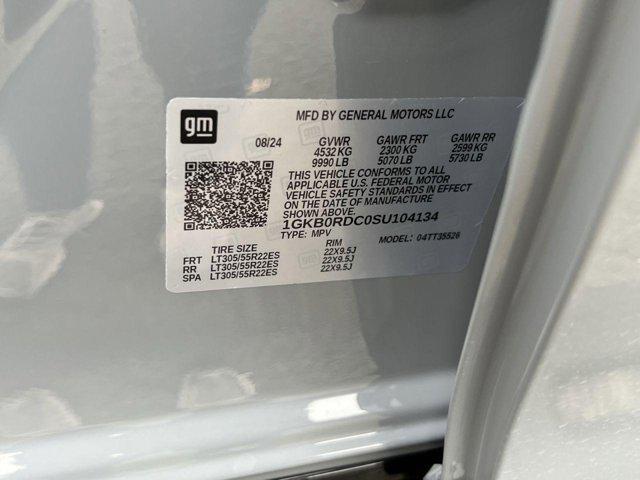 gm
MFD BY GENERAL MOTORS LLC
08/24 GVWR GAWR FRT GAWR RR
4532 KG 2300 KG 2599 KG
9990 LB 5070 LB 5730 LB
THIS VEHICLE CONFORMS TO ALL
APPLICABLE U.S. FEDERAL MOTOR
VEHICLE SAFETY STANDARDS IN EFFECT
ON THE DATE OF MANUFACTURE
SHOWN ABOVE.
1GKB0RDC0SU104134
TYPE: MPV MODEL: 04TT35526
TIRE SIZE RIM
FRT LT305/55R22ES 22X9.5J
RR LT305/55R22ES 22X9.5J
SPA LT305/55R22ES 22X9.5J